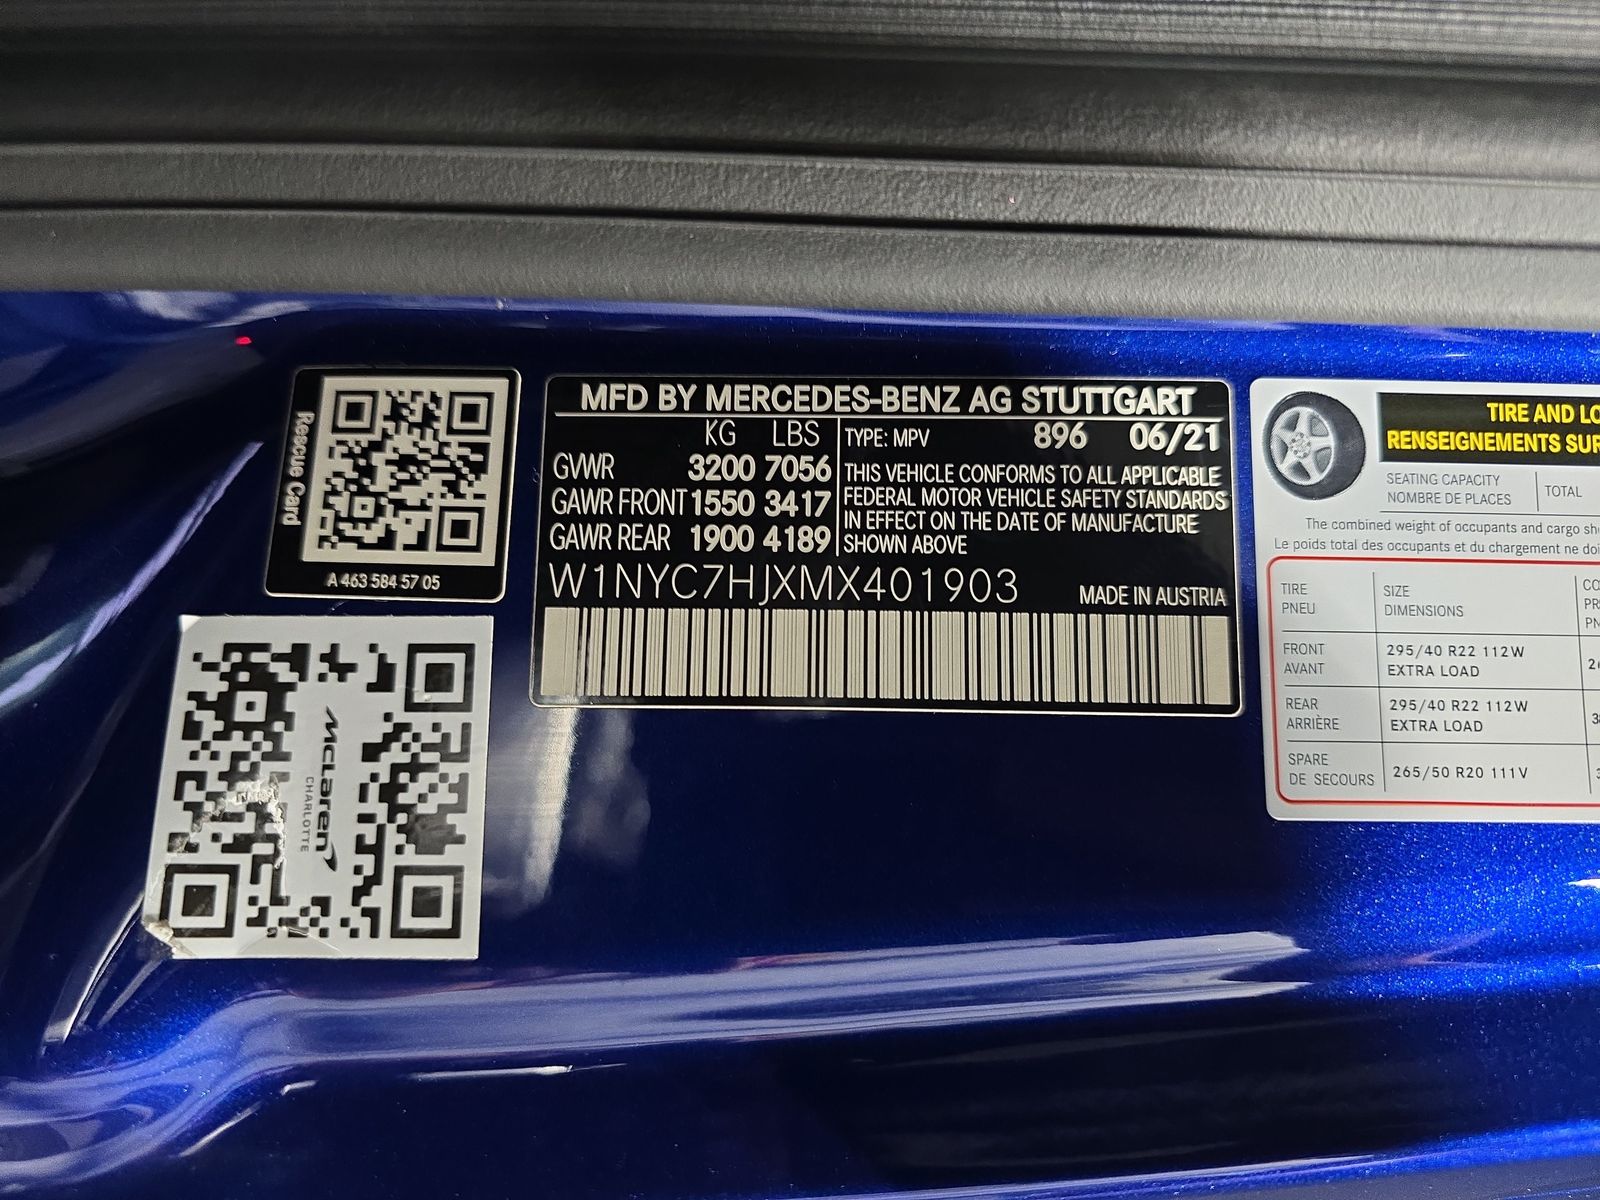 Rescue Card
A 463 584 57 05
McLaren
CHARLOTTE
MFD BY MERCEDES-BENZ AG STUTTGART
KG LBS
GVWR 3200 7056
GAWR FRONT 1550 3417
GAWR REAR 1900 4189
TYPE: MPV 896 06/21
THIS VEHICLE CONFORMS TO ALL APPLICABLE
FEDERAL MOTOR VEHICLE SAFETY STANDARDS
IN EFFECT ON THE DATE OF MANUFACTURE
SHOWN ABOVE
W1NYC7HJXMX401903 MADE IN AUSTRIA
TIRE AND LO
RENSEIGNEMENTS SUR
SEATING CAPACITY
NOMBRE DE PLACES
TOTAL
The combined weight of occupants and cargo sh
Le poids total des occupants et du chargement ne doi
TIRE SIZE CO
PNEU DIMENSIONS PR
PN
FRONT 295/40 R22 112W
AVANT EXTRA LOAD
REAR 295/40 R22 112W
ARRIÈRE EXTRA LOAD
SPARE
DE SECOURS 265/50 R20 111V